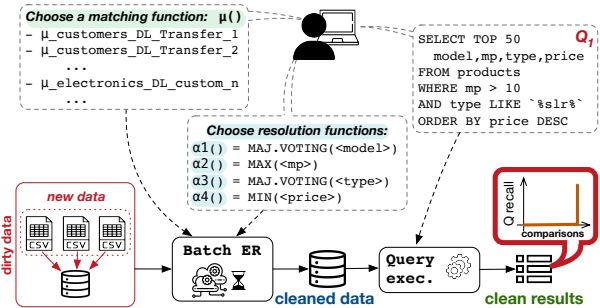 Choose a matching function: μ()
- μ_customers_DL_Transfer_1
- μ_customers_DL_Transfer_2
...
- μ_electronics_DL_custom_n
...
Q1
SELECT TOP 50
model,mp,type,price
FROM products
WHERE mp > 10
AND type LIKE `%slr%`
ORDER BY price DESC
Choose resolution functions:
α1() = MAJ.VOTING(<model>)
α2() = MAX(<mp>)
α3() = MAJ.VOTING(<type>)
α4() = MIN(<price>)
dirty data
new data
CSV CSV CSV
Batch ER
cleaned data
Query
exec.
Q recall
comparisons
clean results